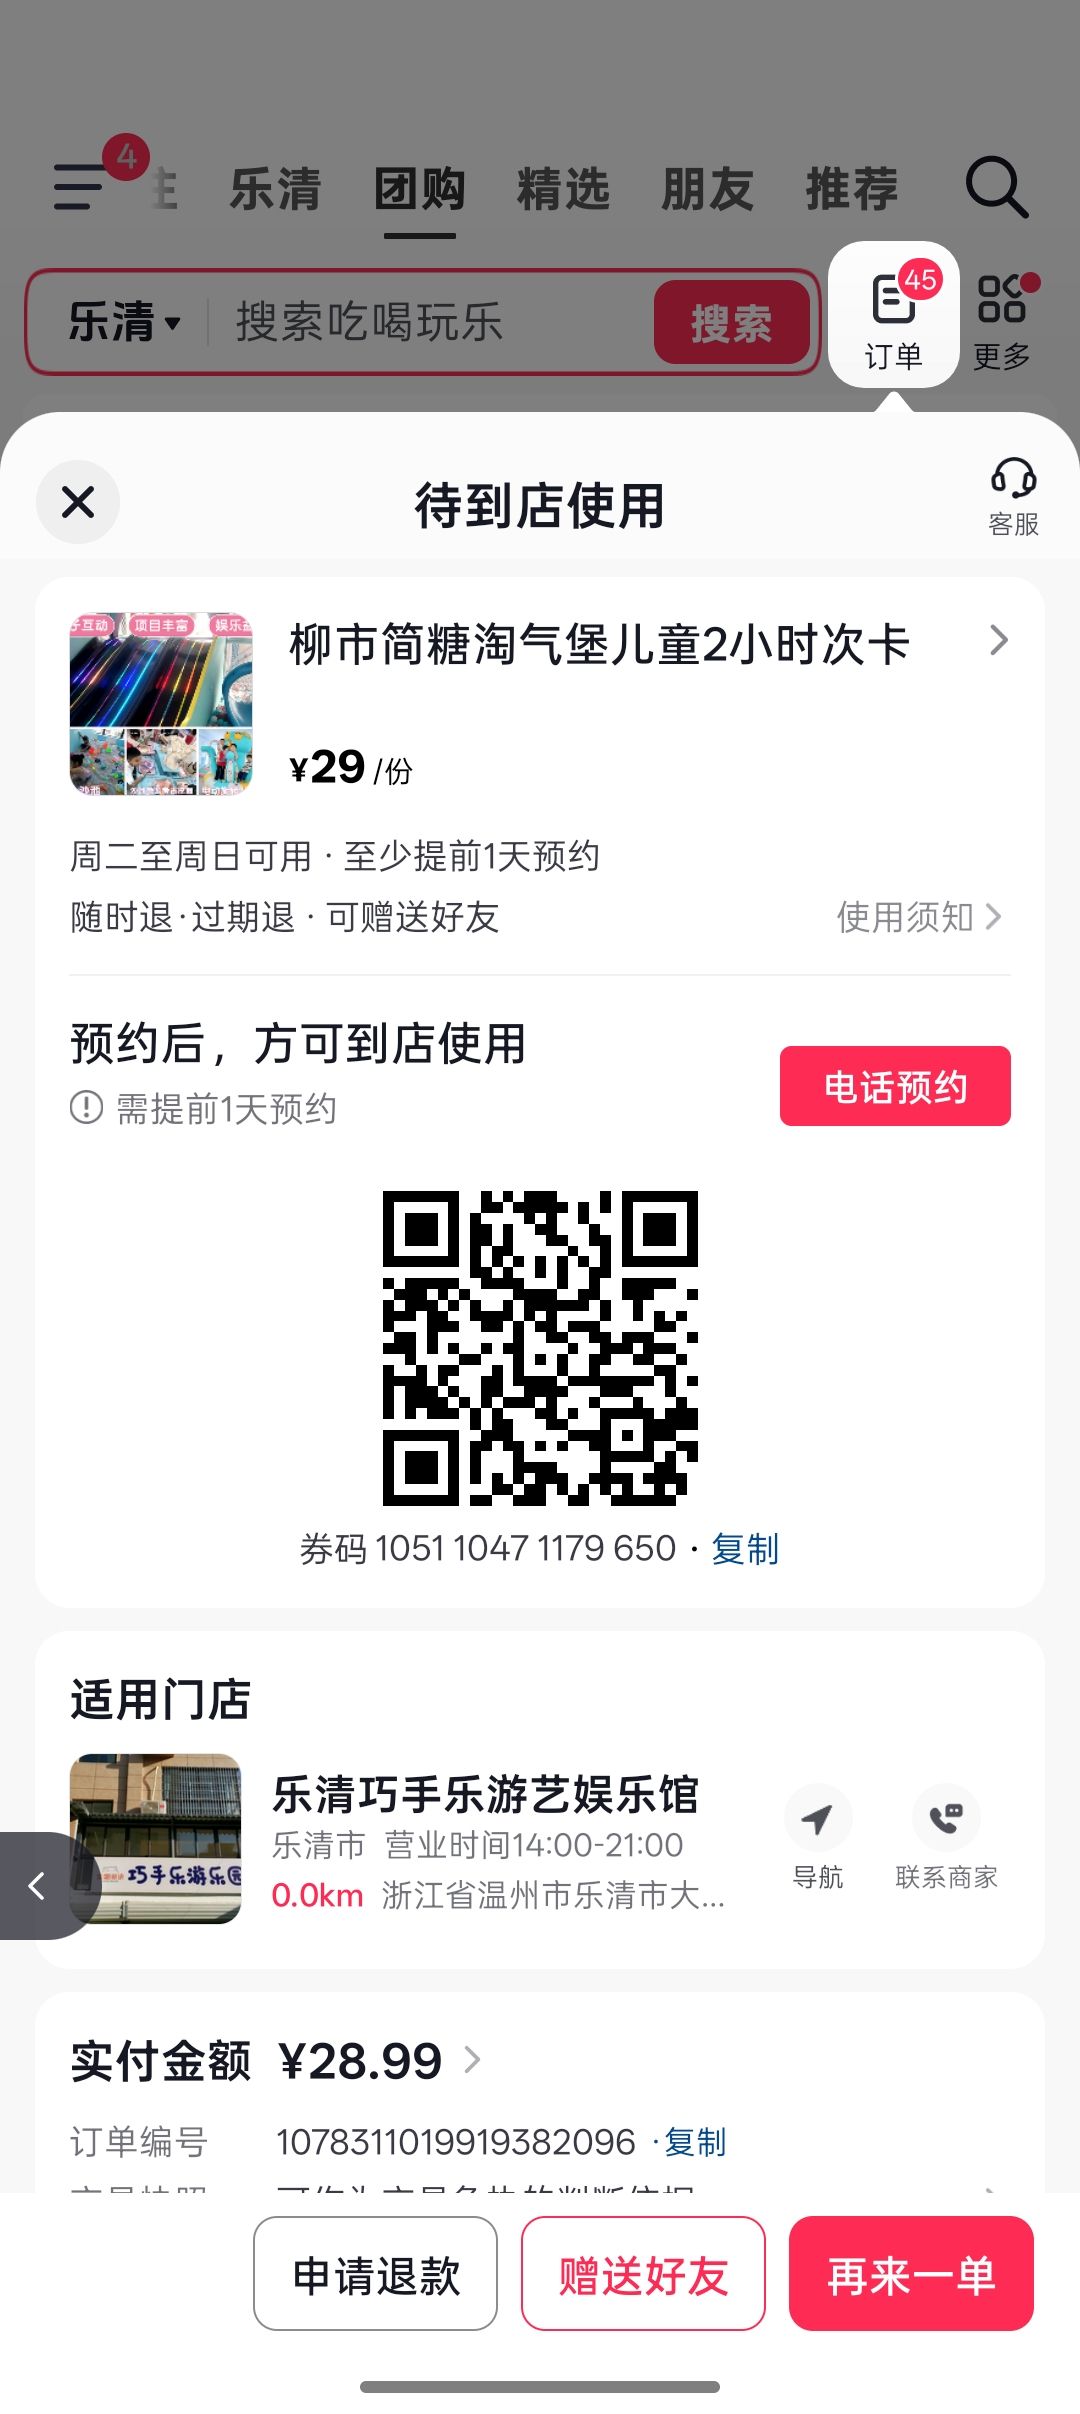 4
乐清
团购
精选
朋友
推荐
乐清
搜索吃喝玩乐
搜索
45
订单
更多
待到店使用
客服
子互动
项目丰富
娱乐
柳市简糖淘气堡儿童2小时次卡
¥29 /份
周二至周日可用 · 至少提前1天预约
随时退·过期退 · 可赠送好友
使用须知
预约后，方可到店使用
需提前1天预约
电话预约
券码 1051 1047 1179 650 · 复制
适用门店
巧手乐游乐园
乐清巧手乐游艺娱乐馆
乐清市 营业时间14:00-21:00
0.0km 浙江省温州市乐清市大...
导航
联系商家
实付金额 ¥28.99
订单编号 1078311019919382096 ·复制
申请退款
赠送好友
再来一单